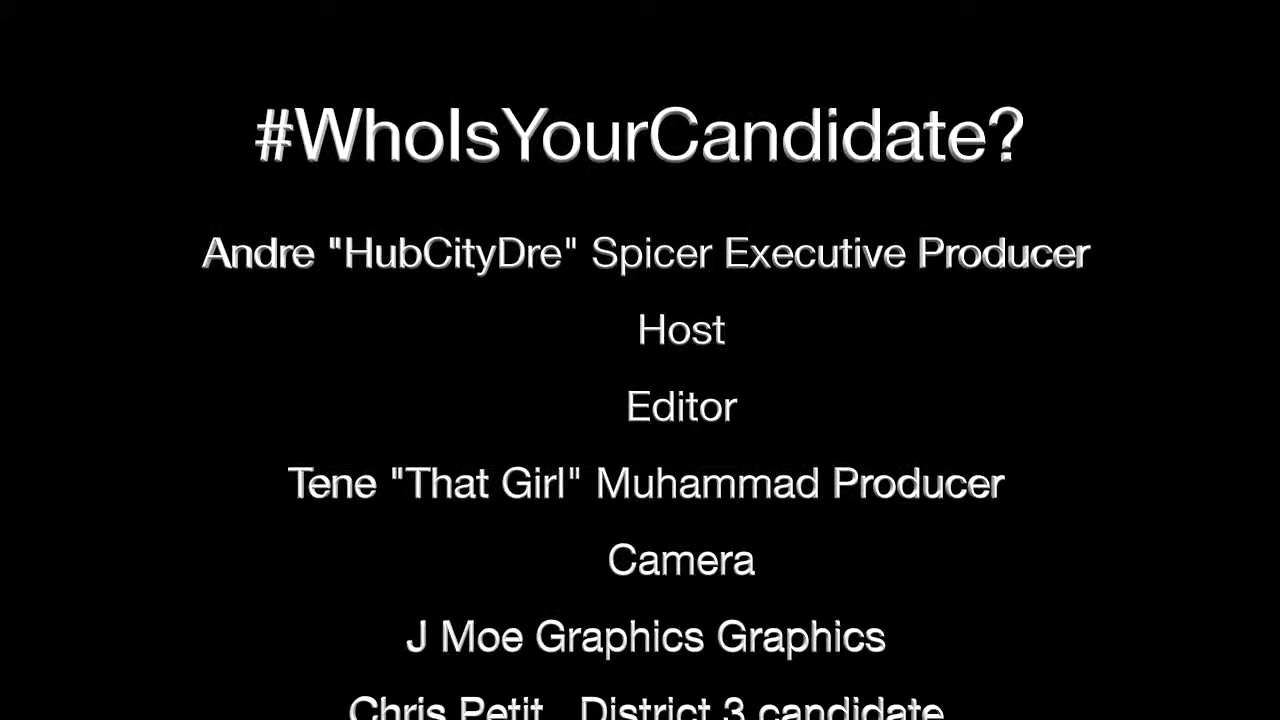 #WhoIsYourCandidate?
Andre "HubCityDre" Spicer Executive Producer
Host
Editor
Tene "That Girl" Muhammad Producer
Camera
J Moe Graphics Graphics
Chris Petit District 3 candidate